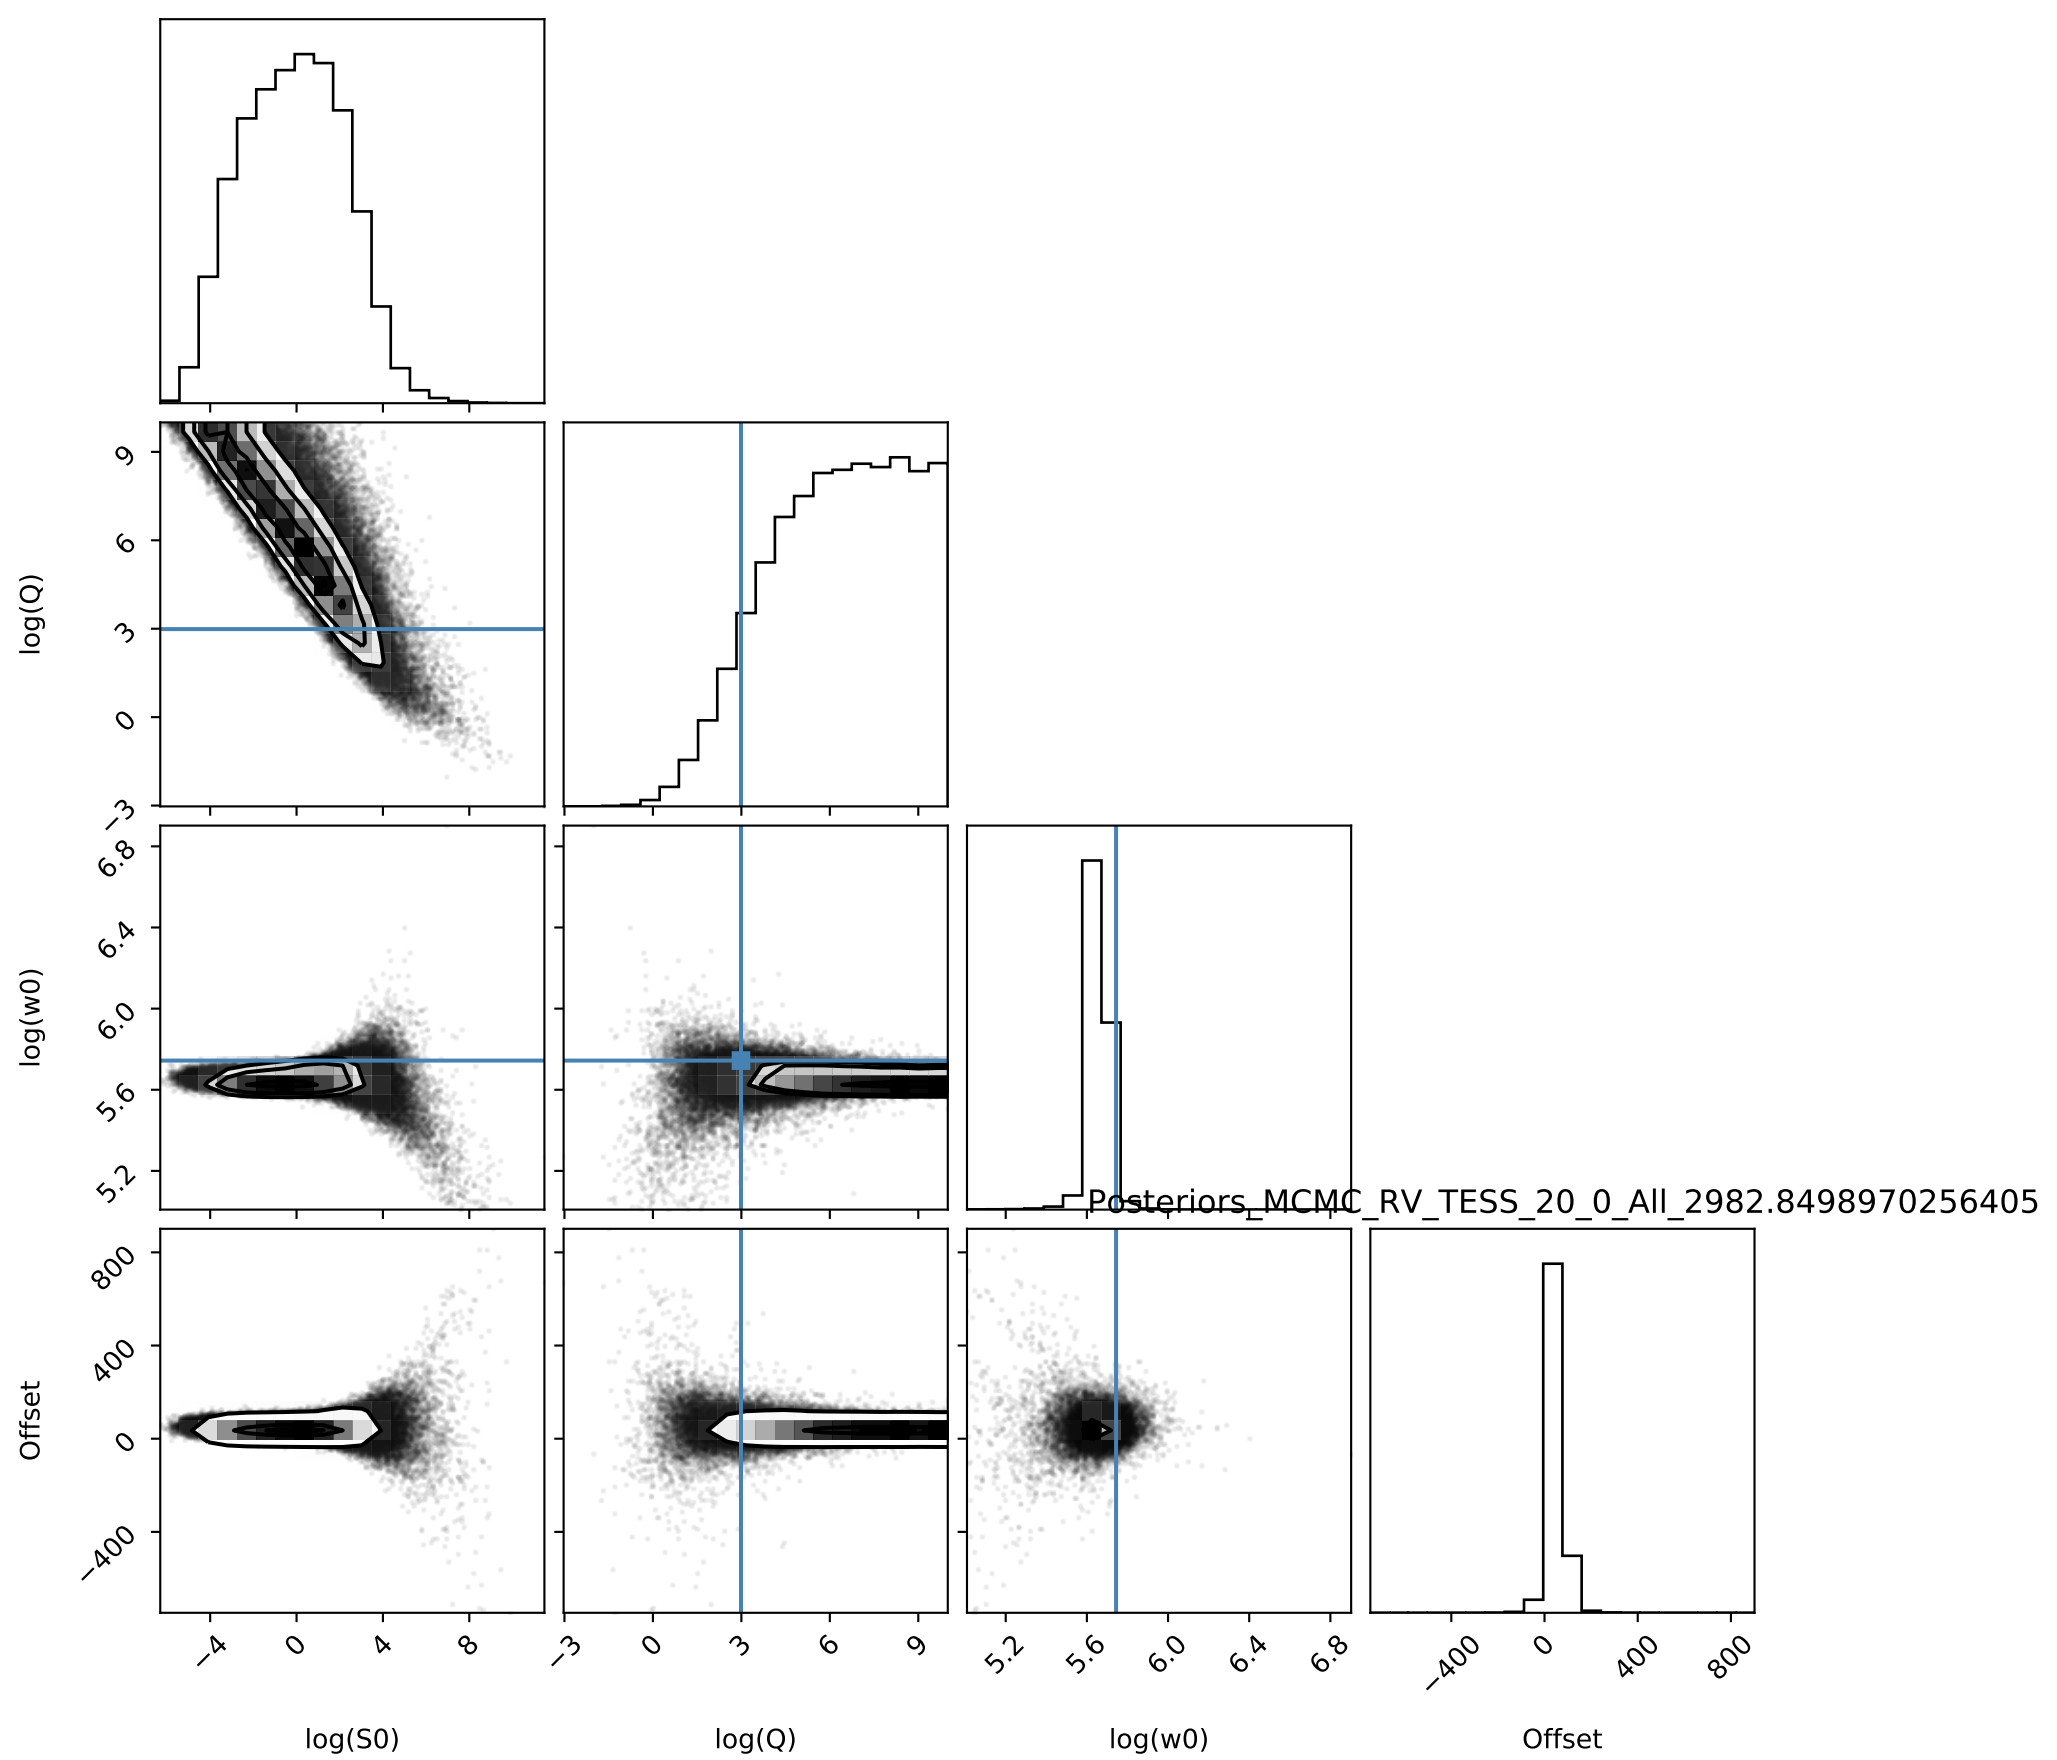 log(Q)
9
6
3
0
−3
log(w0)
6.8
6.4
6.0
5.6
5.2
Posteriors_MCMC_RV_TESS_20_0_All_2982.8498970256405
Offset
800
400
0
−400
−4 0 4 8 −3 0 3 6 9 5.2 5.6 6.0 6.4 6.8 −400 0 400 800
log(S0) log(Q) log(w0) Offset